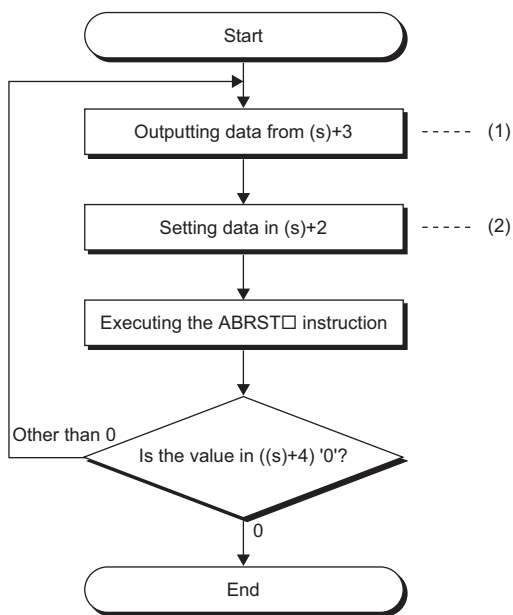 Start
Outputting data from (s)+3
(1)
Setting data in (s)+2
(2)
Executing the ABRST□ instruction
Other than 0
Is the value in ((s)+4) '0'?
0
End